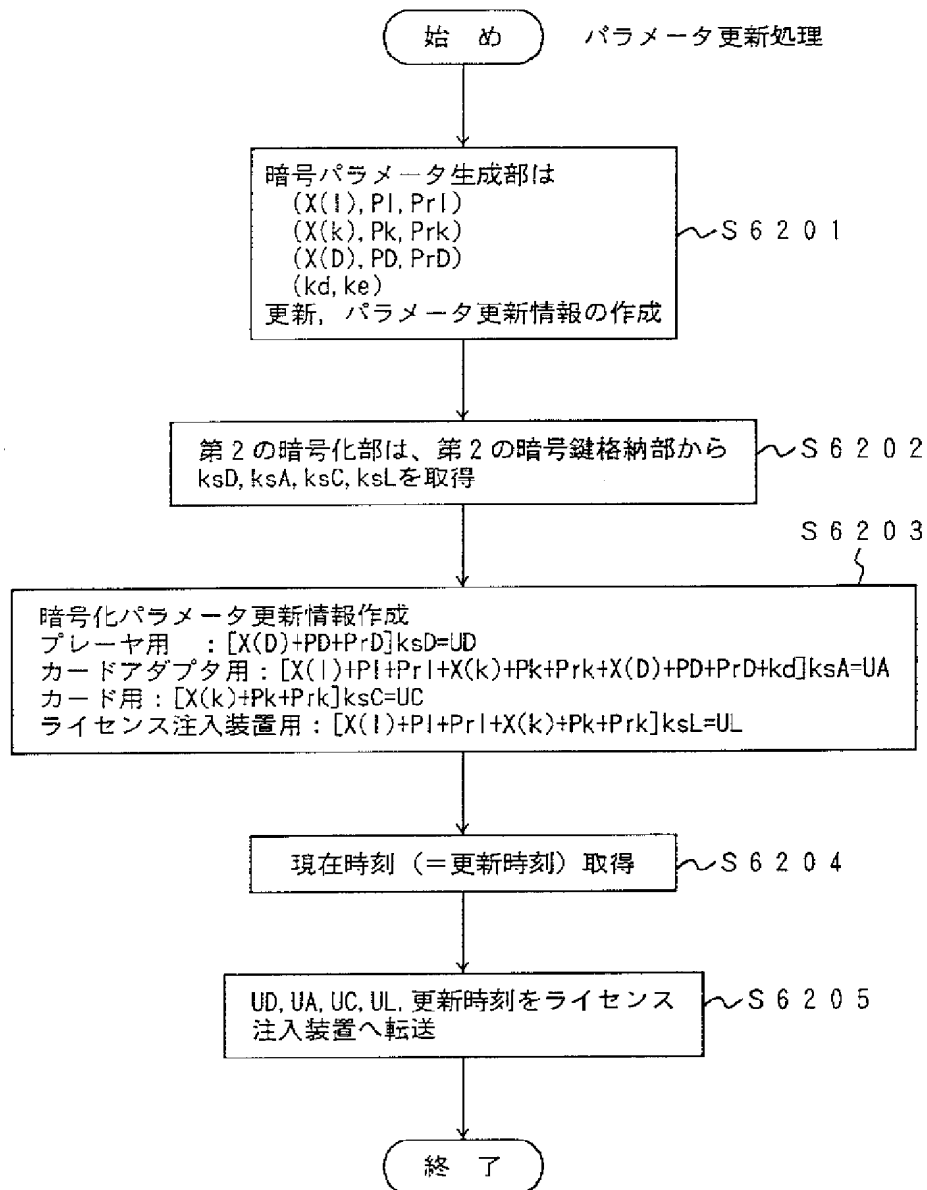 始 め
パラメータ更新処理
暗号パラメータ生成部は
(X(l), Pl, Prl)
(X(k), Pk, Prk)
(X(D), PD, PrD)
(kd, ke)
更新, パラメータ更新情報の作成
S6201
第2の暗号化部は、第2の暗号鍵格納部から
ksD, ksA, ksC, ksLを取得
S6202
S6203
暗号化パラメータ更新情報作成
プレーヤ用 : [X(D)+PD+PrD]ksD=UD
カードアダプタ用 : [X(l)+Pl+Prl+X(k)+Pk+Prk+X(D)+PD+PrD+kd]ksA=UA
カード用 : [X(k)+Pk+Prk]ksC=UC
ライセンス注入装置用 : [X(l)+Pl+Prl+X(k)+Pk+Prk]ksL=UL
現在時刻（＝更新時刻）取得
S6204
UD, UA, UC, UL, 更新時刻をライセンス
注入装置へ転送
S6205
終 了